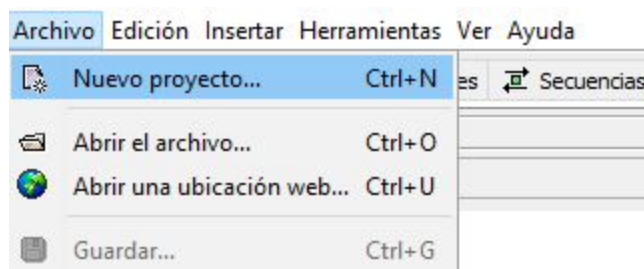 Archivo Edición Insertar Herramientas Ver Ayuda
Nuevo proyecto... Ctrl+N
es Secuencias
Abrir el archivo... Ctrl+O
Abrir una ubicación web... Ctrl+U
Guardar... Ctrl+G